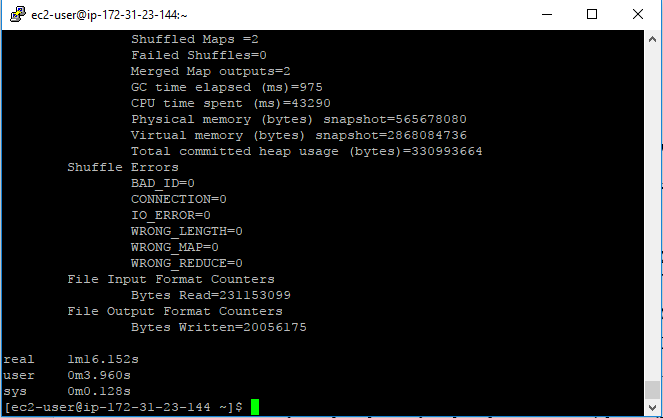 ec2-user@ip-172-31-23-144:~
Shuffled Maps =2
Failed Shuffles=0
Merged Map outputs=2
GC time elapsed (ms)=975
CPU time spent (ms)=43290
Physical memory (bytes) snapshot=565678080
Virtual memory (bytes) snapshot=2868084736
Total committed heap usage (bytes)=330993664
Shuffle Errors
BAD_ID=0
CONNECTION=0
IO_ERROR=0
WRONG_LENGTH=0
WRONG_MAP=0
WRONG_REDUCE=0
File Input Format Counters
Bytes Read=231153099
File Output Format Counters
Bytes Written=20056175
real 1m16.152s
user 0m3.960s
sys 0m0.128s
[ec2-user@ip-172-31-23-144 ~]$